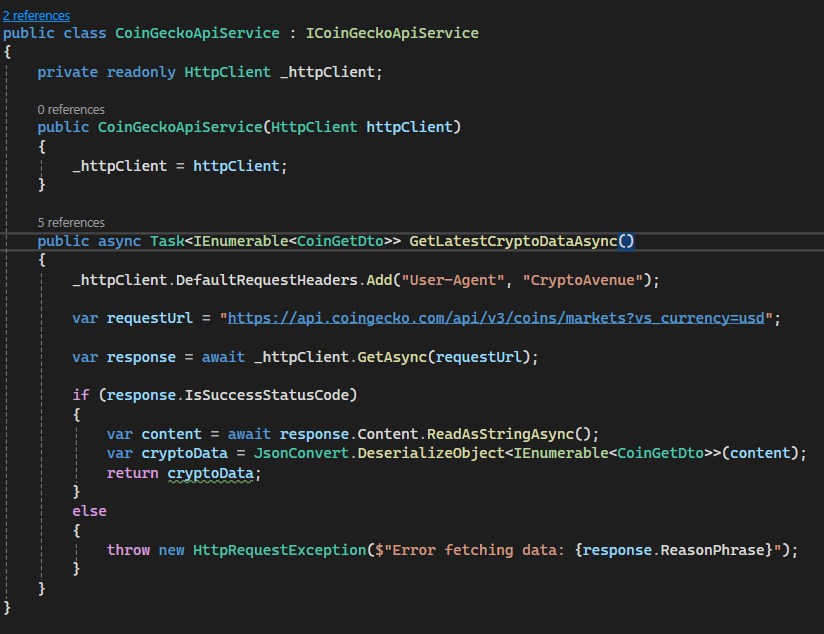 2 references
public class CoinGeckoApiService : ICoinGeckoApiService
{
private readonly HttpClient _httpClient;
0 references
public CoinGeckoApiService(HttpClient httpClient)
{
_httpClient = httpClient;
}
5 references
public async Task<IEnumerable<CoinGetDto>> GetLatestCryptoDataAsync()
{
_httpClient.DefaultRequestHeaders.Add("User-Agent", "CryptoAvenue");
var requestUrl = "https://api.coingecko.com/api/v3/coins/markets?vs_currency=usd";
var response = await _httpClient.GetAsync(requestUrl);
if (response.IsSuccessStatusCode)
{
var content = await response.Content.ReadAsStringAsync();
var cryptoData = JsonConvert.DeserializeObject<IEnumerable<CoinGetDto>>(content);
return cryptoData;
}
else
{
throw new HttpRequestException($"Error fetching data: {response.ReasonPhrase}");
}
}
}